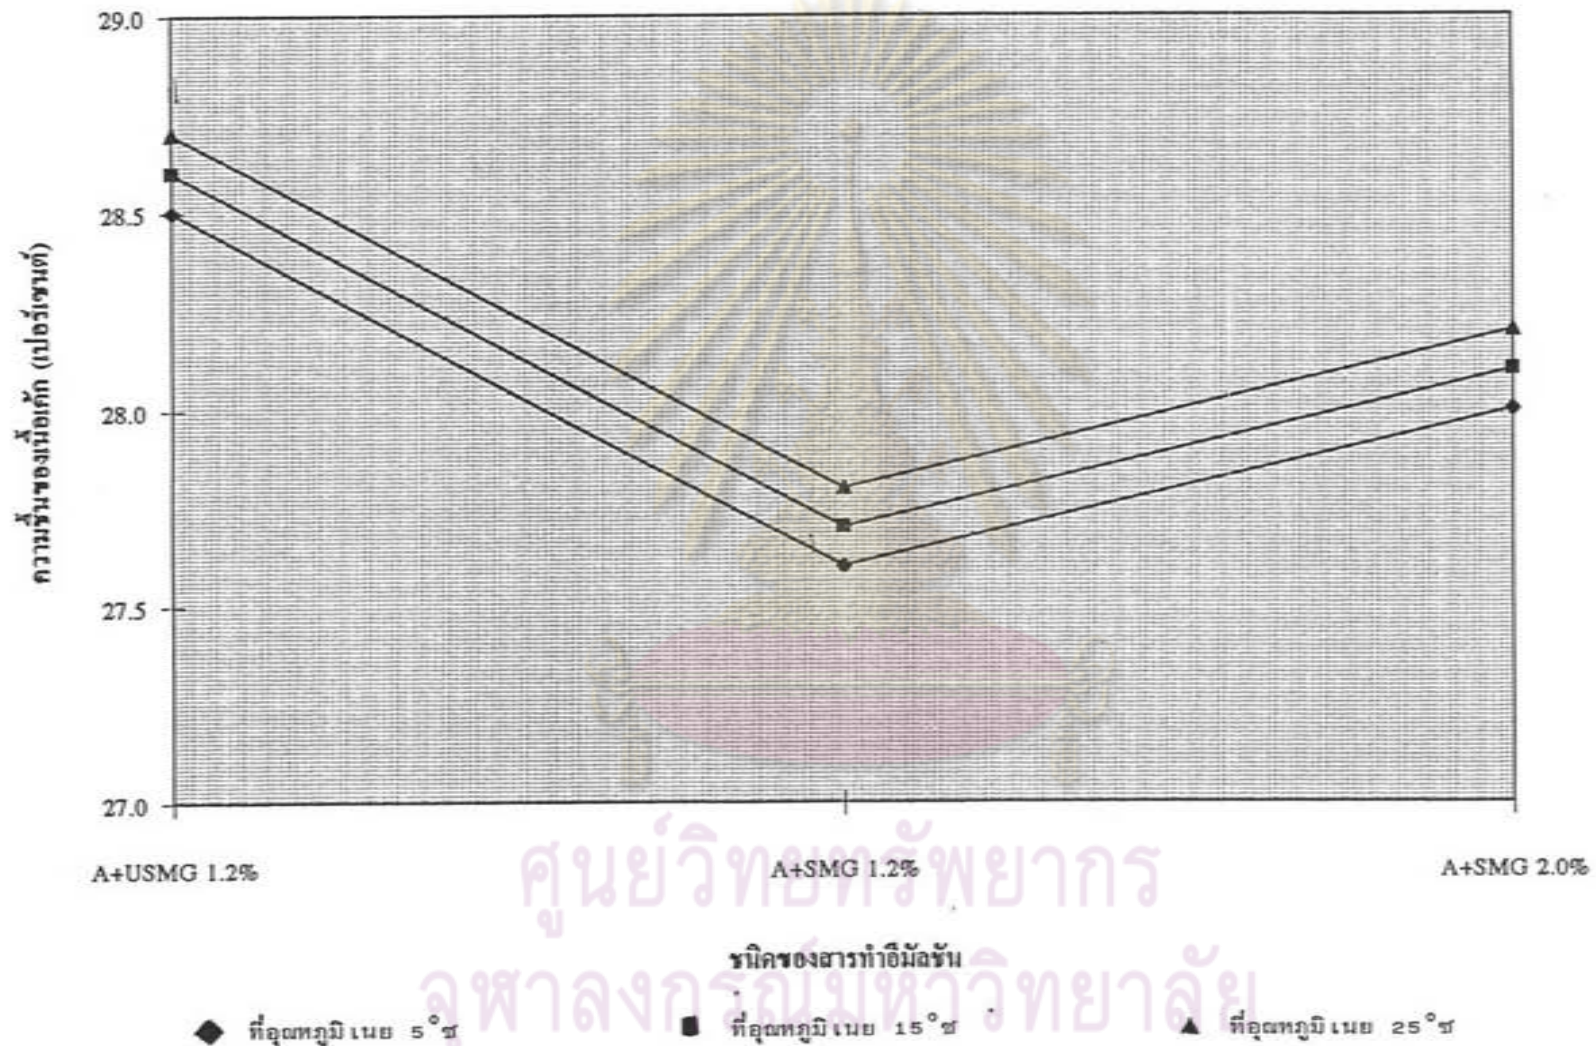 29.0
28.5
28.0
27.5
27.0
ความชื้นของเนื้อเค้ก (เปอร์เซนต์)
A+USMG 1.2%
A+SMG 1.2%
A+SMG 2.0%
ศูนย์วิทยทรัพยากร
ชนิดของสารทำอิมัลชัน
จุฬาลงกรณ์มหาวิทยาลัย
ที่อุณหภูมิเนย 5°ซ
ที่อุณหภูมิเนย 15°ซ
ที่อุณหภูมิเนย 25°ซ